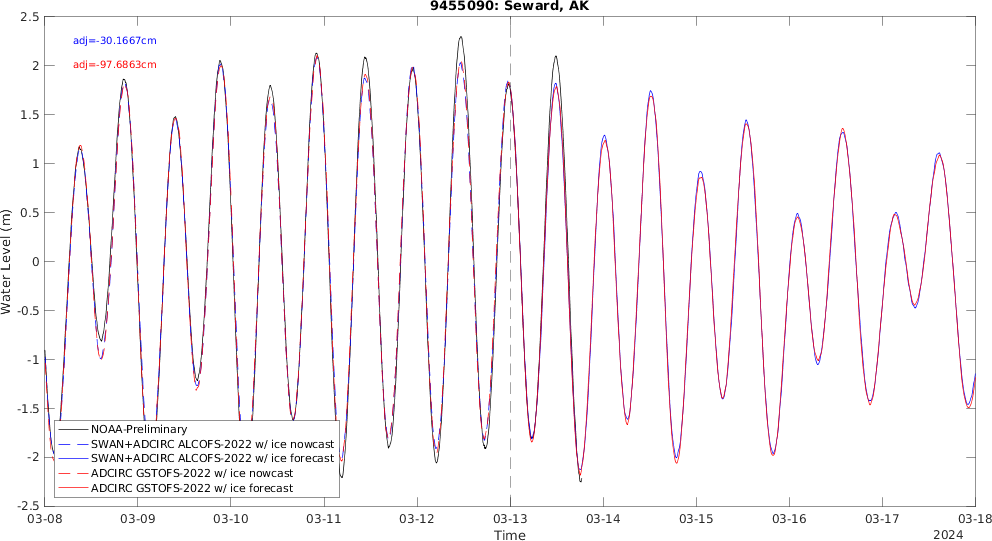 9455090: Seward, AK
adj=-30.1667cm
adj=-97.6863cm
Water Level (m)
2.5
2
1.5
1
0.5
0
-0.5
-1
-1.5
-2
-2.5
NOAA-Preliminary
SWAN+ADCIRC ALCOFS-2022 w/ ice nowcast
SWAN+ADCIRC ALCOFS-2022 w/ ice forecast
ADCIRC GSTOFS-2022 w/ ice nowcast
ADCIRC GSTOFS-2022 w/ ice forecast
03-08 03-09 03-10 03-11 03-12 03-13 03-14 03-15 03-16 03-17 03-18
Time
2024